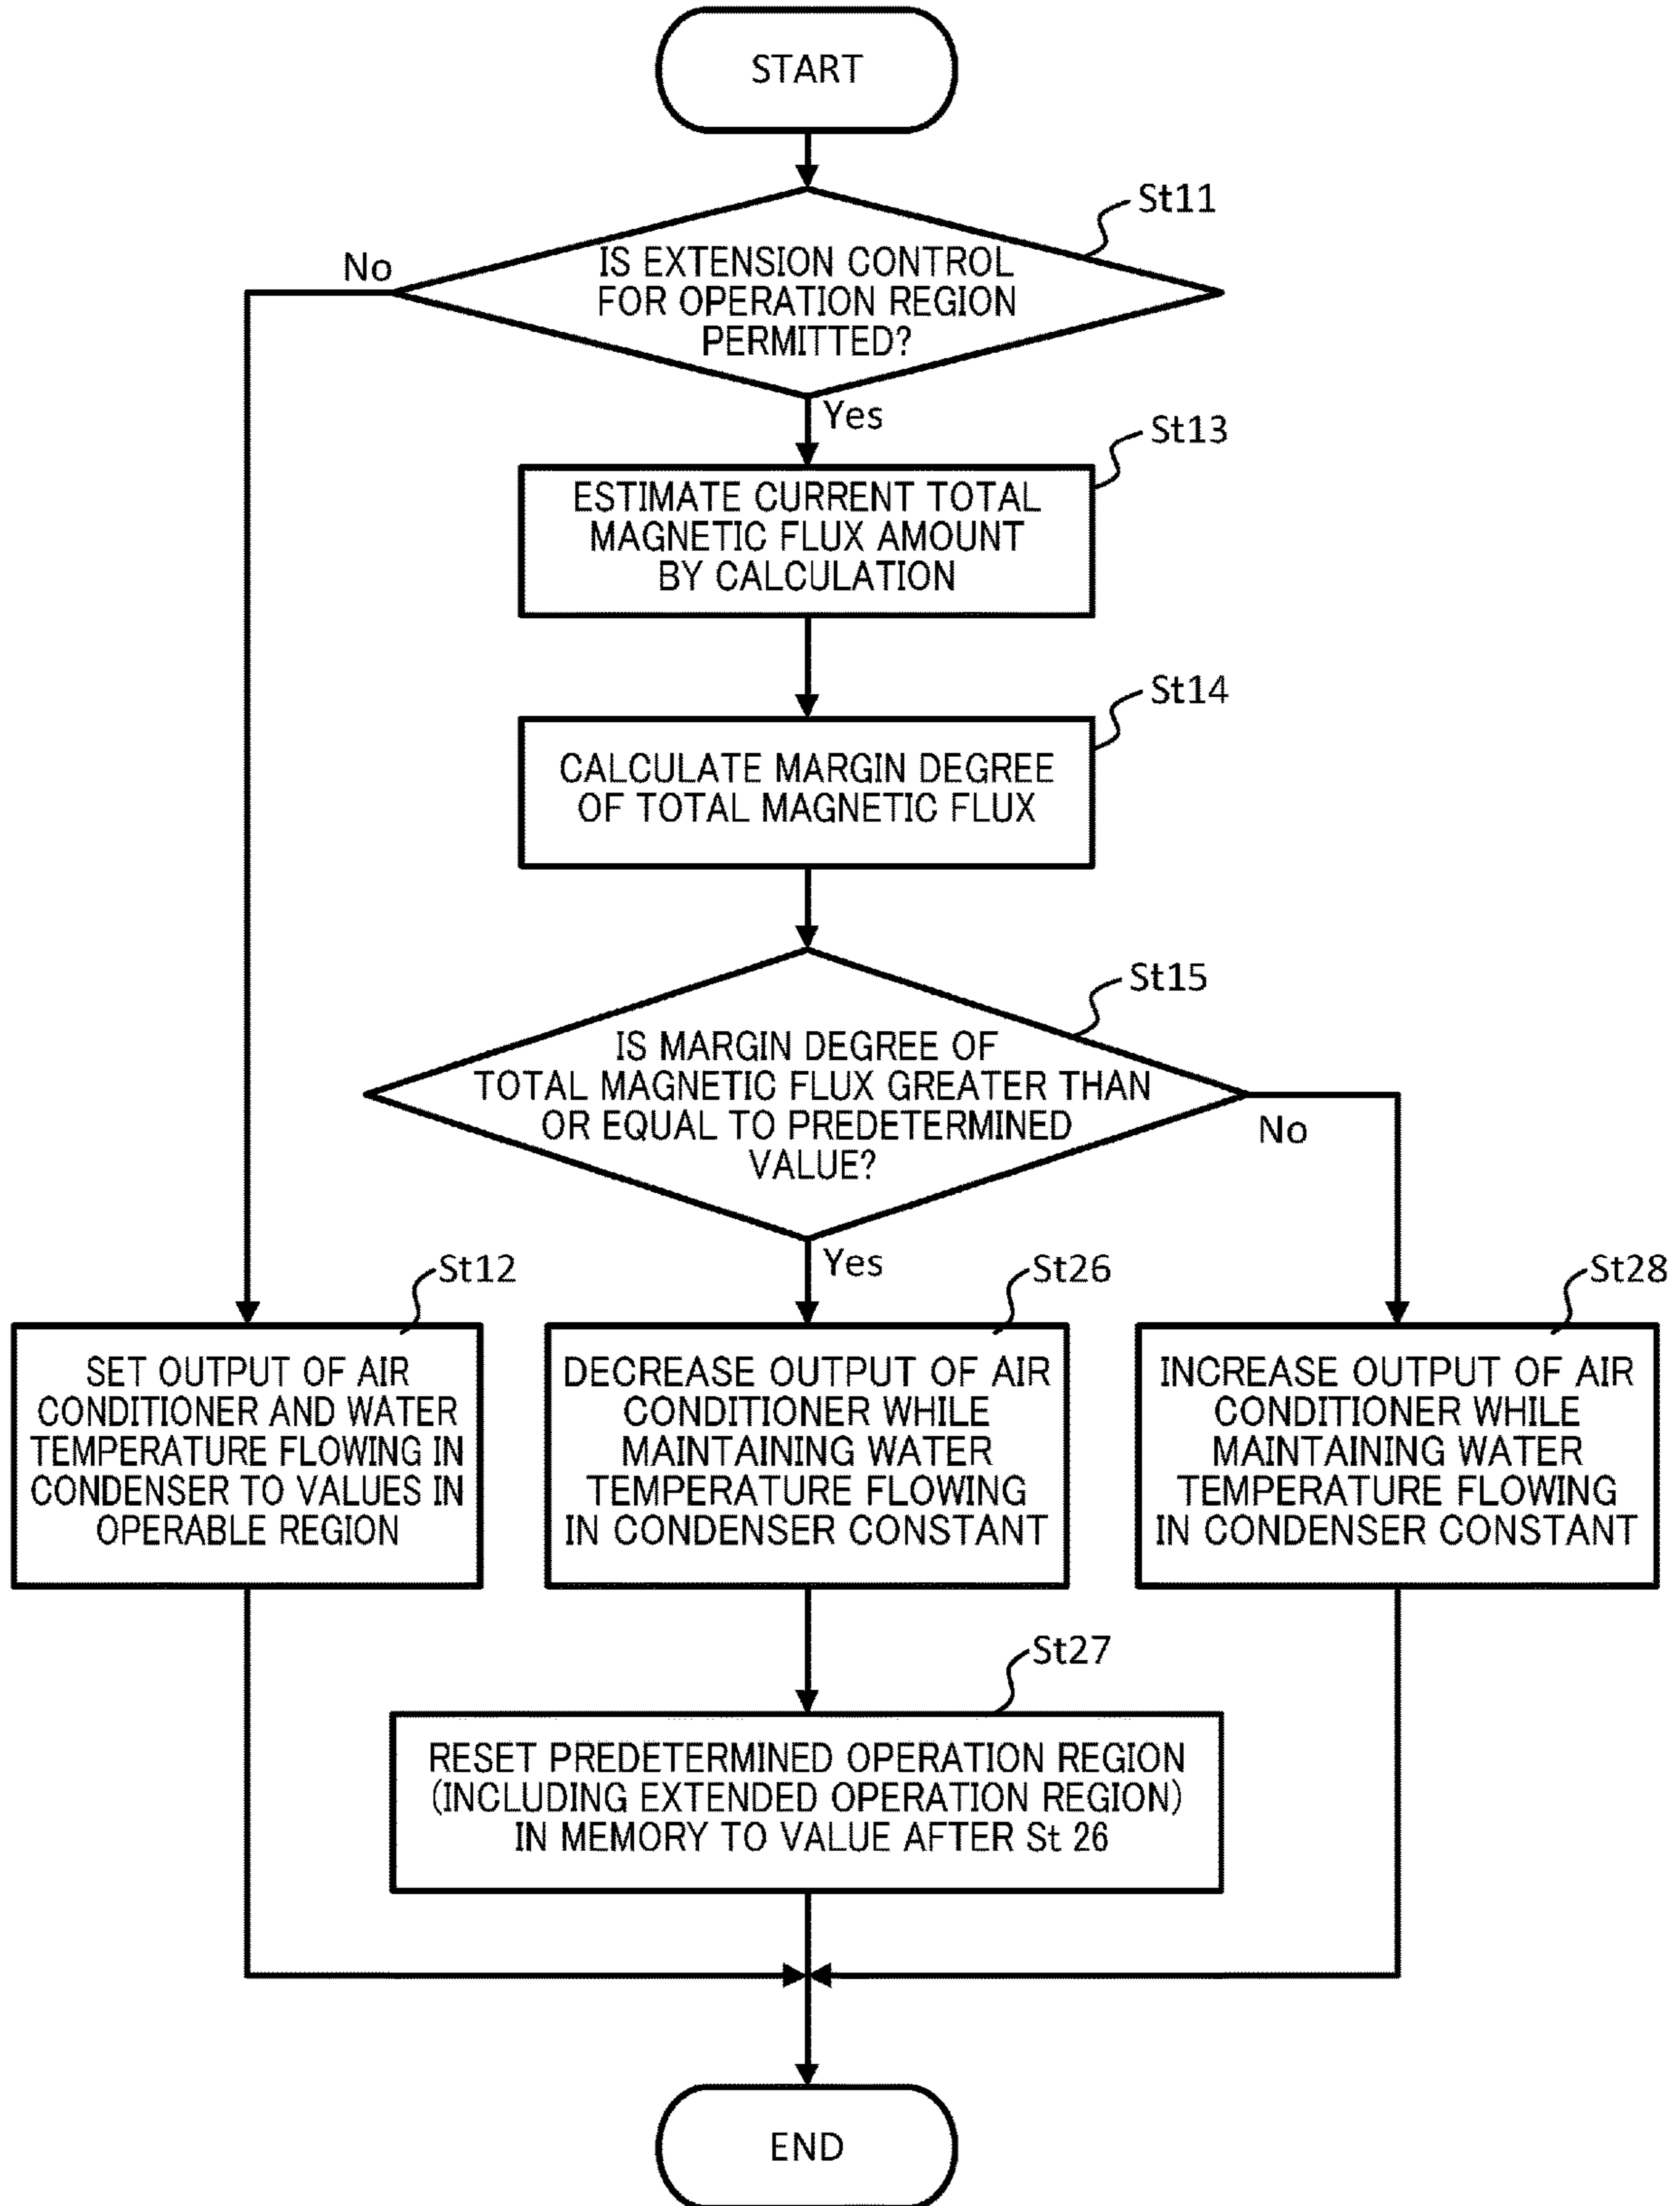 START
St11
No
IS EXTENSION CONTROL
FOR OPERATION REGION
PERMITTED?
Yes
St13
ESTIMATE CURRENT TOTAL
MAGNETIC FLUX AMOUNT
BY CALCULATION
St14
CALCULATE MARGIN DEGREE
OF TOTAL MAGNETIC FLUX
St15
IS MARGIN DEGREE OF
TOTAL MAGNETIC FLUX GREATER THAN
OR EQUAL TO PREDETERMINED
VALUE?
No
Yes
St12
SET OUTPUT OF AIR
CONDITIONER AND WATER
TEMPERATURE FLOWING IN
CONDENSER TO VALUES IN
OPERABLE REGION
St26
DECREASE OUTPUT OF AIR
CONDITIONER WHILE
MAINTAINING WATER
TEMPERATURE FLOWING
IN CONDENSER CONSTANT
St28
INCREASE OUTPUT OF AIR
CONDITIONER WHILE
MAINTAINING WATER
TEMPERATURE FLOWING
IN CONDENSER CONSTANT
St27
RESET PREDETERMINED OPERATION REGION
(INCLUDING EXTENDED OPERATION REGION)
IN MEMORY TO VALUE AFTER St 26
END